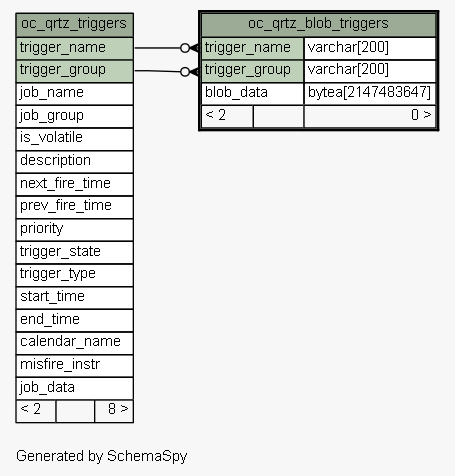 oc_qrtz_triggers
trigger_name
trigger_group
job_name
job_group
is_volatile
description
next_fire_time
prev_fire_time
priority
trigger_state
trigger_type
start_time
end_time
calendar_name
misfire_instr
job_data
< 2 8 >
oc_qrtz_blob_triggers
trigger_name varchar[200]
trigger_group varchar[200]
blob_data bytea[2147483647]
< 2 0 >
Generated by SchemaSpy